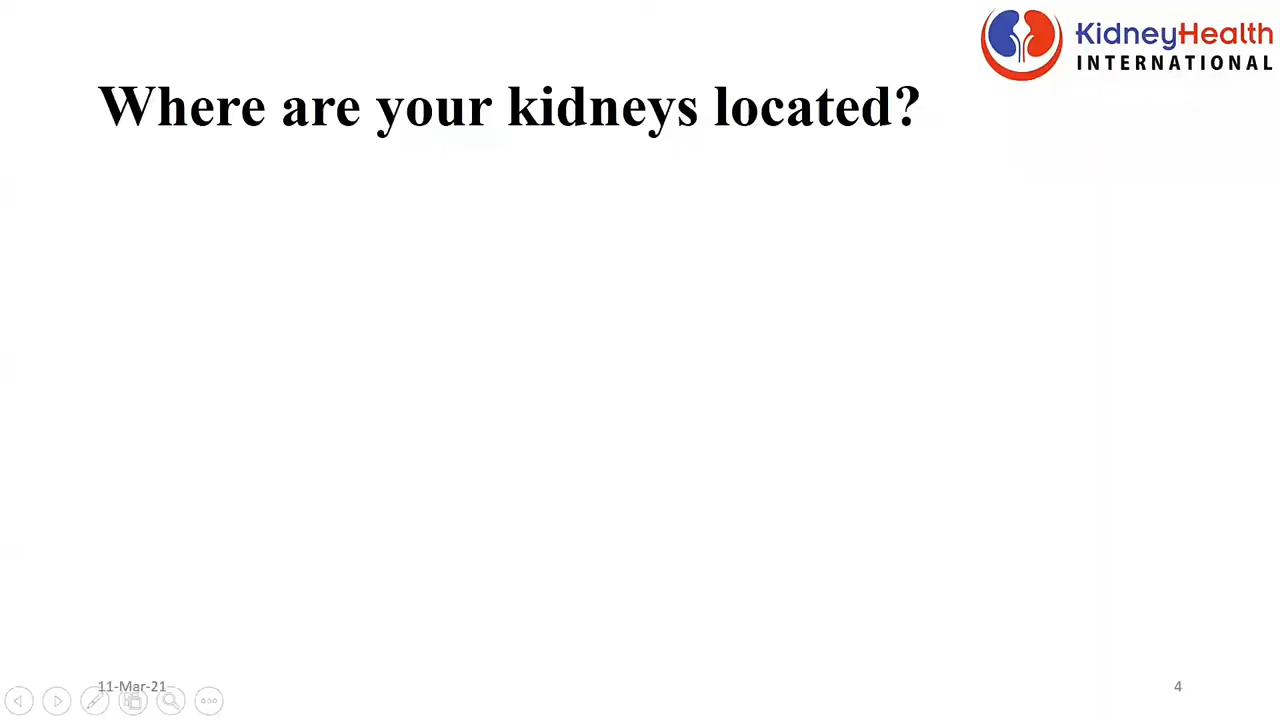 KidneyHealth
INTERNATIONAL
Where are your kidneys located?
11-Mar-21
4